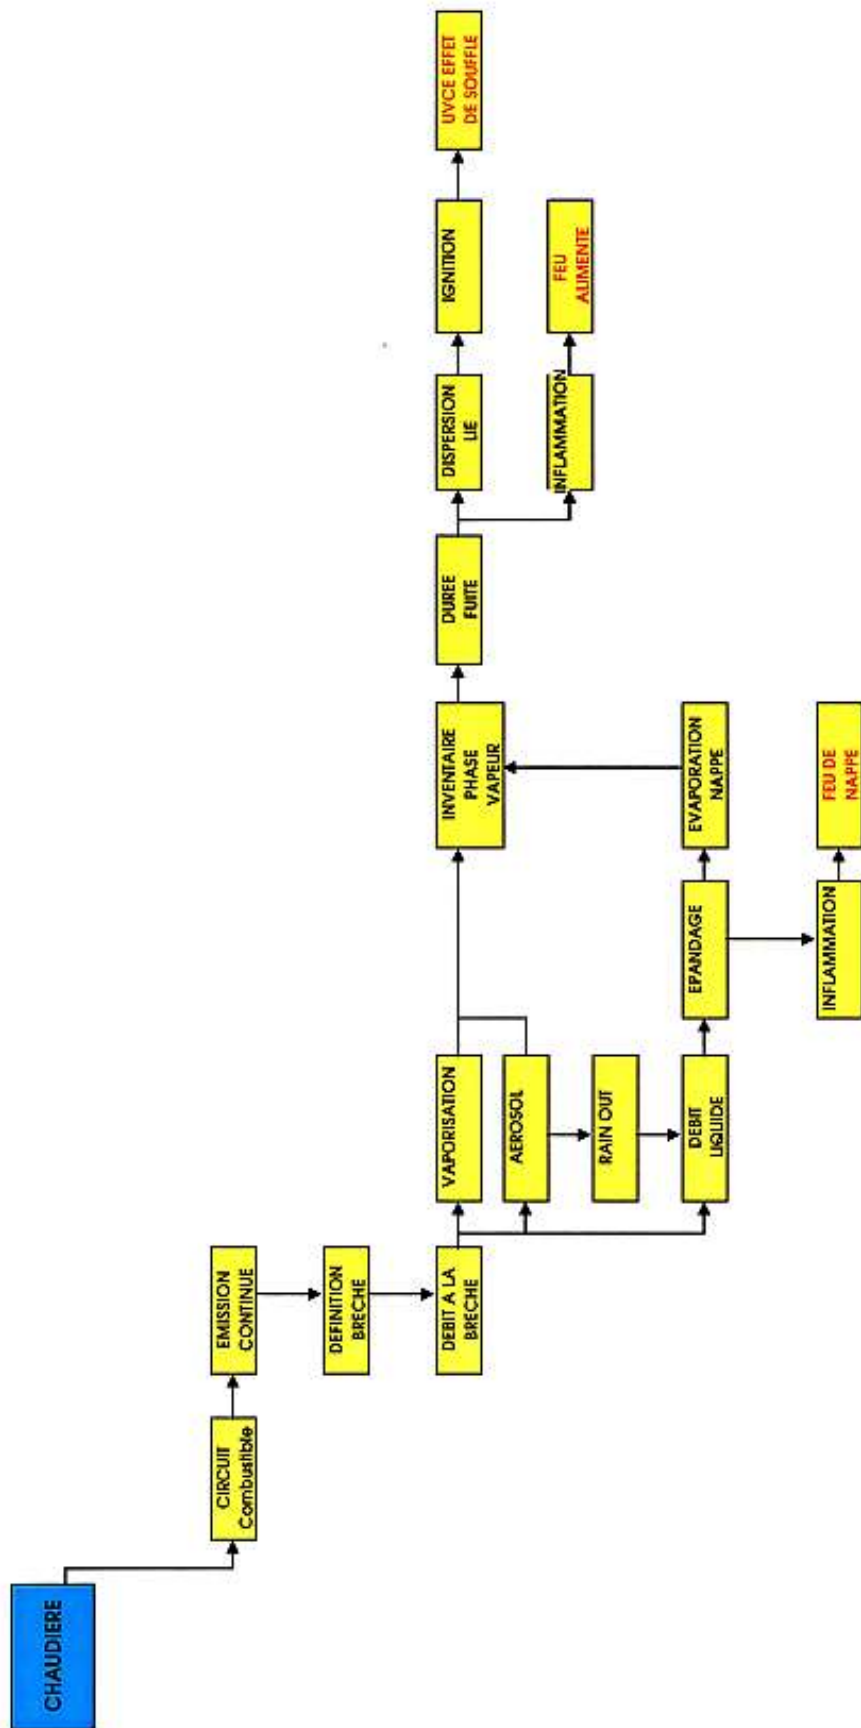 CHAUDIERE
CIRCUIT
Combustible
EMISSION
CONTINUE
DEFINITION
BRECHE
DEBIT A LA
BRECHE
VAPORISATION
AEROSOL
RAIN OUT
DEBIT
LIQUIDE
EPANDAGE
EVAPORATION
NAPPE
INFLAMMATION
FEU DE
NAPPE
INVENTAIRE
PHASE
VAPEUR
DUREE
FUITE
DISPERSION
LIE
IGNITION
UVCE EFFET
DE SOUFFLE
INFLAMMATION
FEU
ALIMENTE